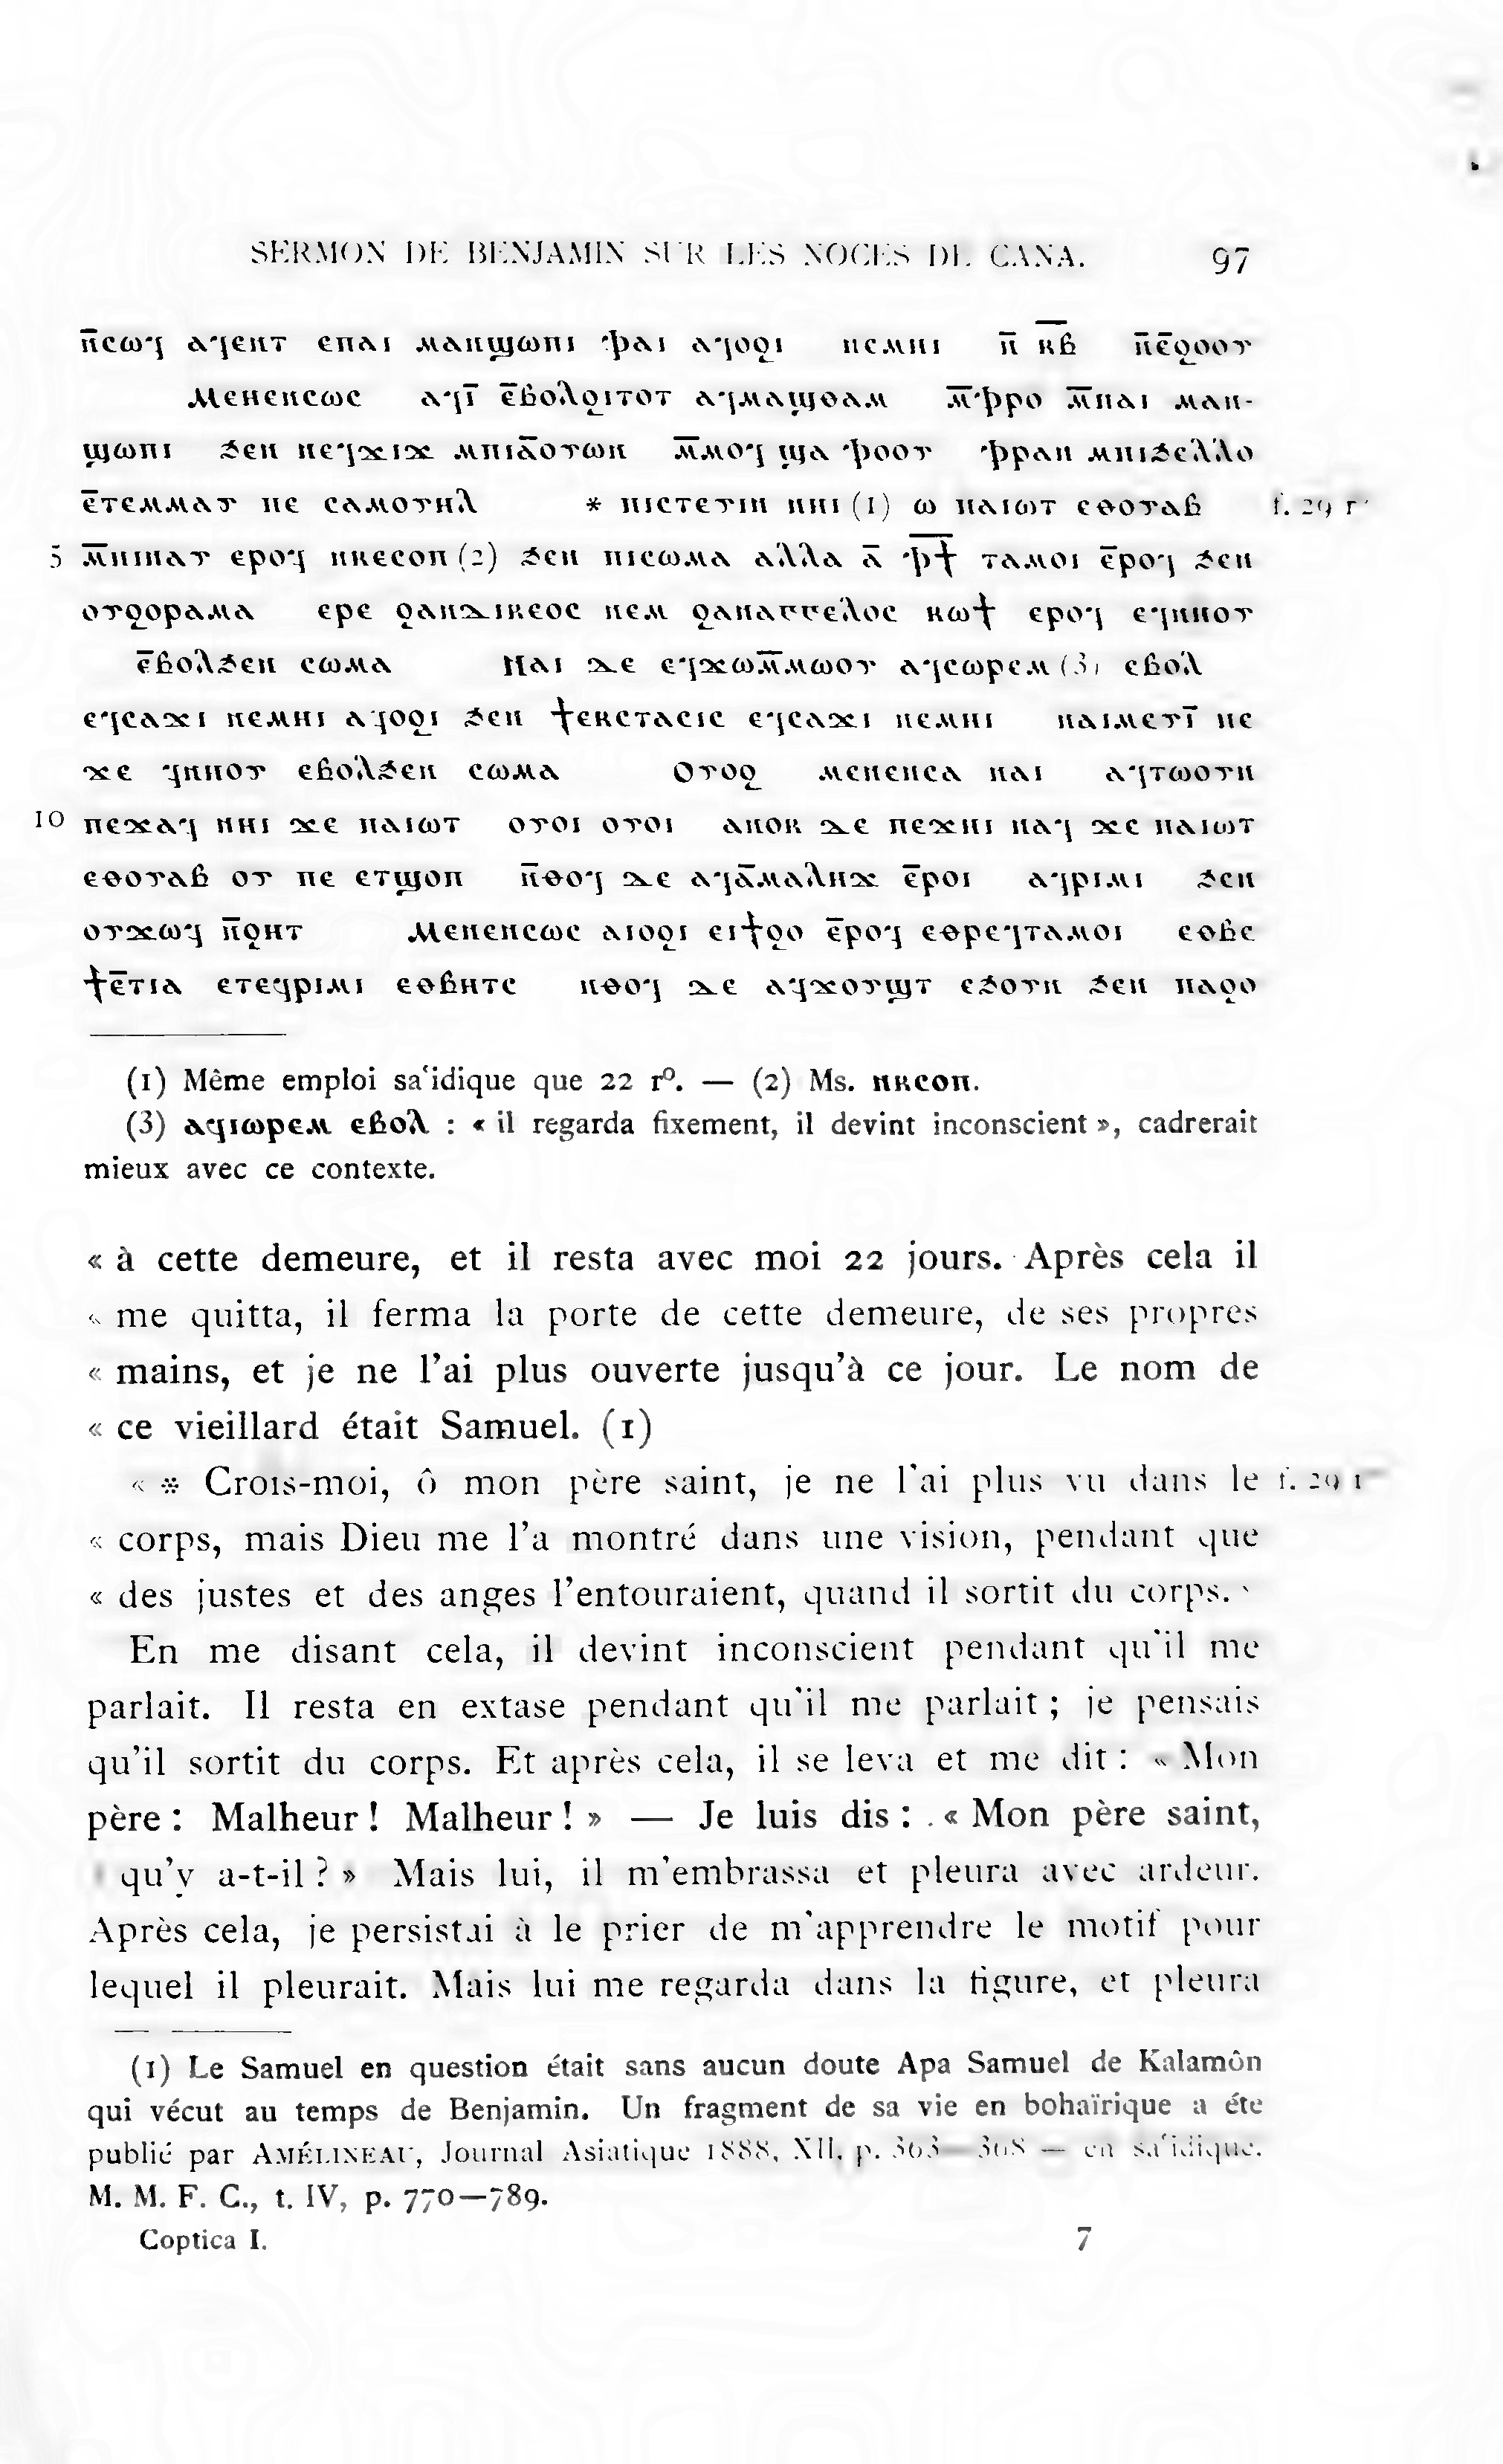 SERMON DE BENJAMIN SUR LES NOCES DE CANA. 97
ⲛ̅ⲥⲱϥ ⲁϥⲉⲛⲧ ⲉⲡⲁⲓ ⲙⲁⲛϣⲱⲡⲓ ⲫⲁⲓ ⲁϥⲟϩⲓ ⲛⲉⲙⲏⲓ ⲛ̅ ⲕ̅ⲃ̅ ⲛ̅ⲉ̅ϩⲟⲟⲩ
Ⲙⲉⲛⲉⲛⲥⲱⲥ ⲁϥⲓ̅ ⲉ̅ⲃⲟⲗϩⲓⲧⲟⲧ ⲁϥⲙⲁϣⲑⲁⲙ ⲙ̅ⲫⲣⲟ ⲙ̅ⲡⲁⲓ ⲙⲁⲛ-
ϣⲱⲡⲓ ϧⲉⲛ ⲛⲉϥϫⲓϫ ⲙⲡⲓⲁ̅ⲟⲩⲱⲛ ⲙ̅ⲙⲟϥ ϣⲁ ⲫⲟⲟⲩ ⲫⲣⲁⲛ ⲙⲡⲓϧⲉⲗⲗⲟ
ⲉ̅ⲧⲉⲙⲙⲁⲩ ⲡⲉ ⲥⲁⲙⲟⲩⲏⲗ * ⲡⲓⲥⲧⲉⲩⲓⲛ ⲛⲏⲓ (1) ⲱ ⲡⲁⲓⲱⲧ ⲉⲑⲟⲩⲁⲃ f. 29 rº
5 ⲙ̅ⲡⲓⲛⲁⲩ ⲉⲣⲟϥ ⲛⲕⲉⲥⲟⲡ (2) ϧⲉⲛ ⲡⲓⲥⲱⲙⲁ ⲁⲗⲗⲁ ⲁ̅ ⲫ̅ϯ̅ ⲧⲁⲙⲟⲓ ⲉ̅ⲣⲟϥ ϧⲉⲛ
ⲟⲩϩⲟⲣⲁⲙⲁ ⲉⲣⲉ ϩⲁⲛⲇⲓⲕⲉⲟⲥ ⲛⲉⲙ ϩⲁⲛⲁⲅⲅⲉⲗⲟⲥ ⲕⲱϯ ⲉⲣⲟϥ ⲉϥⲛⲏⲟⲩ
ⲉ̅ⲃⲟⲗϧⲉⲛ ⲥⲱⲙⲁ Ⲛⲁⲓ ⲇⲉ ⲉϥϫⲱⲙ̅ⲙⲱⲟⲩ ⲁϥⲥⲱⲣⲉⲙ (3) ⲉⲃⲟⲗ
ⲉϥⲥⲁϫⲓ ⲛⲉⲙⲏⲓ ⲁϥⲟϩⲓ ϧⲉⲛ ϯⲉⲕⲥⲧⲁⲥⲓⲥ ⲉϥⲥⲁϫⲓ ⲛⲉⲙⲏⲓ ⲛⲁⲓⲙⲉⲩⲓ̅ ⲡⲉ
ϫⲉ ϥⲛⲏⲟⲩ ⲉⲃⲟⲗϧⲉⲛ ⲥⲱⲙⲁ Ⲟⲩⲟϩ ⲙⲉⲛⲉⲛⲥⲁ ⲛⲁⲓ ⲁϥⲧⲱⲟⲩⲛ
10 ⲡⲉϫⲁϥ ⲛⲏⲓ ϫⲉ ⲡⲁⲓⲱⲧ ⲟⲩⲟⲓ ⲟⲩⲟⲓ ⲁⲛⲟⲕ ⲇⲉ ⲡⲉϫⲏⲓ ⲛⲁϥ ϫⲉ ⲡⲁⲓⲱⲧ
ⲉⲑⲟⲩⲁⲃ ⲟⲩ ⲡⲉ ⲉⲧϣⲟⲡ ⲛ̅ⲑⲟϥ ⲇⲉ ⲁϥⲁ̅ⲙⲁⲗⲏϫ ⲉ̅ⲣⲟⲓ ⲁϥⲣⲓⲙⲓ ϧⲉⲛ
ⲟⲩϫⲱϥ ⲛ̅ϩⲏⲧ Ⲙⲉⲛⲉⲛⲥⲱⲥ ⲁⲓⲟϩⲓ ⲉⲓϯϩⲟ ⲉ̅ⲣⲟϥ ⲉⲑⲣⲉϥⲧⲁⲙⲟⲓ ⲉⲑⲃⲉ
ϯⲉ̅ⲧⲓⲁ ⲉⲧⲉϥⲣⲓⲙⲓ ⲉⲑⲃⲏⲧⲥ ⲛⲑⲟϥ ⲇⲉ ⲁϥϫⲟⲩϣⲧ ⲉϧⲟⲩⲛ ϧⲉⲛ ⲡⲁϩⲟ
(1) Même emploi saʿidique que 22 rº. — (2) Ms. ⲛⲕⲥⲟⲡ.
(3) ⲁϥⲓⲱⲣⲉⲙ ⲉⲃⲟⲗ : « il regarda fixement, il devint inconscient », cadrerait
mieux avec ce contexte.
« à cette demeure, et il resta avec moi 22 jours. Après cela il
« me quitta, il ferma la porte de cette demeure, de ses propres
« mains, et je ne l'ai plus ouverte jusqu'à ce jour. Le nom de
« ce vieillard était Samuel. (1)
« * Crois-moi, ô mon père saint, je ne l'ai plus vu dans le f. 29 r
« corps, mais Dieu me l'a montré dans une vision, pendant que
« des justes et des anges l'entouraient, quand il sortit du corps.
En me disant cela, il devint inconscient pendant qu'il me
parlait. Il resta en extase pendant qu'il me parlait ; je pensais
qu'il sortit du corps. Et après cela, il se leva et me dit : « Mon
père : Malheur ! Malheur ! » — Je luis dis : « Mon père saint,
qu'y a-t-il ? » Mais lui, il m'embrassa et pleura avec ardeur.
Après cela, je persistai à le prier de m'apprendre le motif pour
lequel il pleurait. Mais lui me regarda dans la figure, et pleura
(1) Le Samuel en question était sans aucun doute Apa Samuel de Kalamôn
qui vécut au temps de Benjamin. Un fragment de sa vie en bohaïrique a éte
publié par AMÉLINEAU, Journal Asiatique 1888, XII, p. 363—368 — en saʿidique.
M. M. F. C., t. IV, p. 770—789.
Coptica I. 7